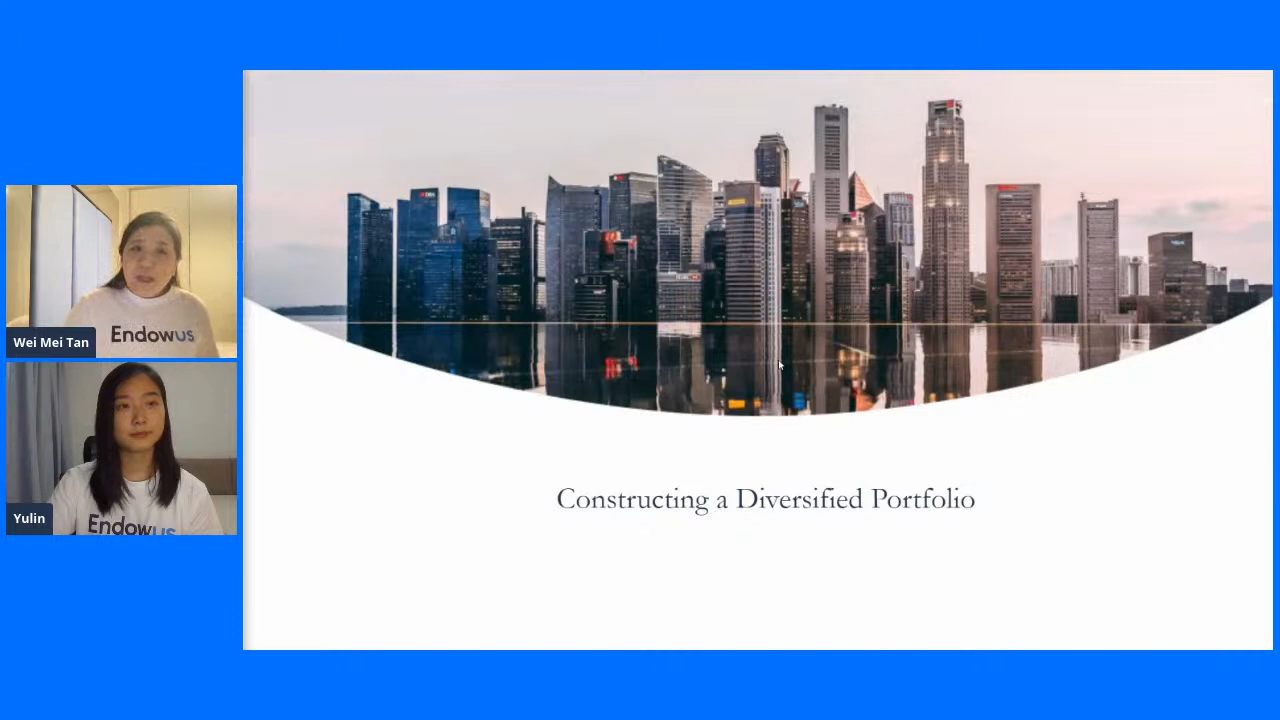 Endowus
Wei Mei Tan
Endowus
Yulin
Constructing a Diversified Portfolio